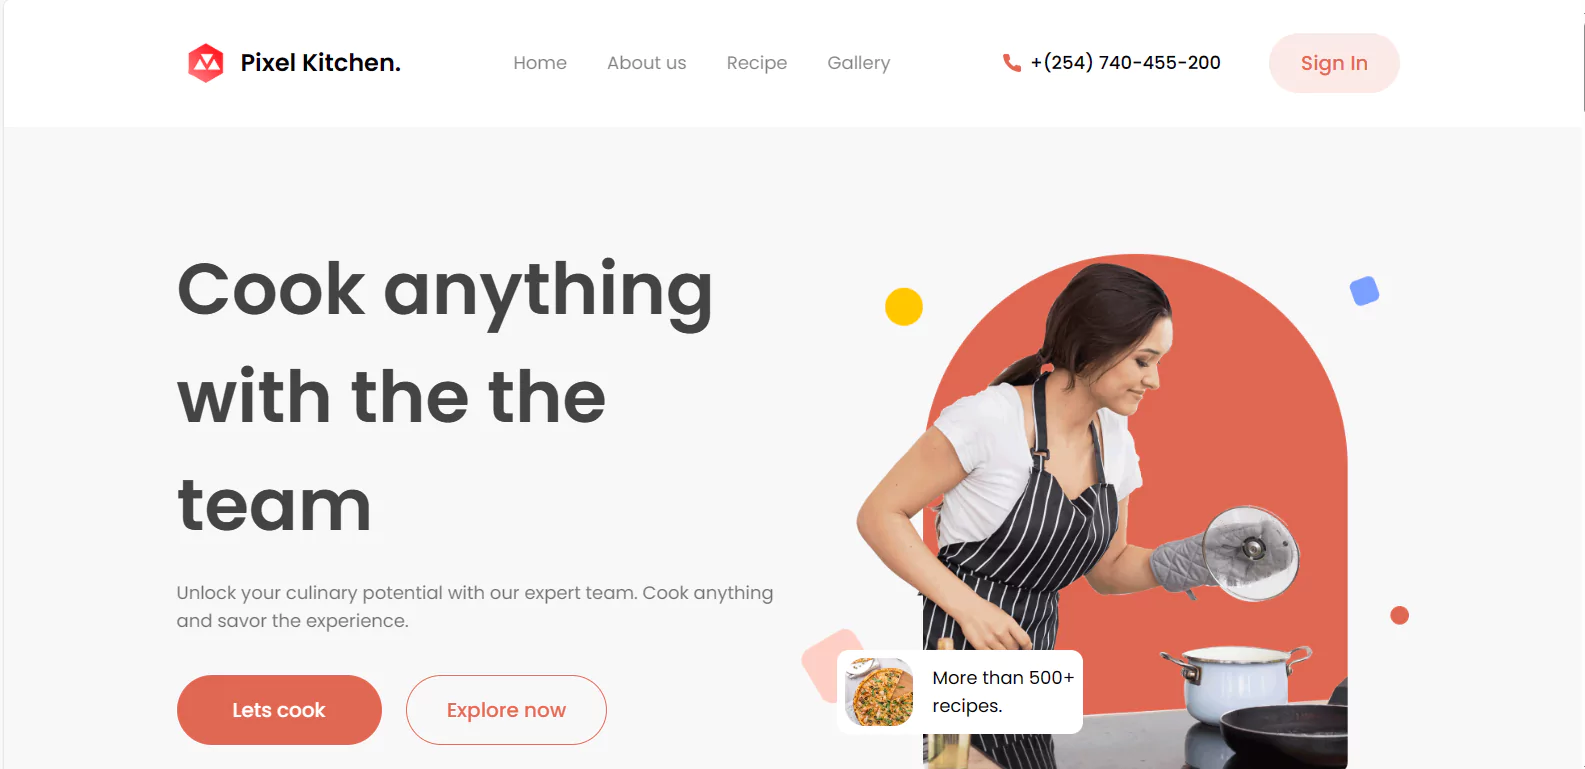 Pixel Kitchen.
Home About us Recipe Gallery
+(254) 740-455-200
Sign In
Cook anything
with the the
team
Unlock your culinary potential with our expert team. Cook anything
and savor the experience.
Lets cook
Explore now
More than 500+
recipes.